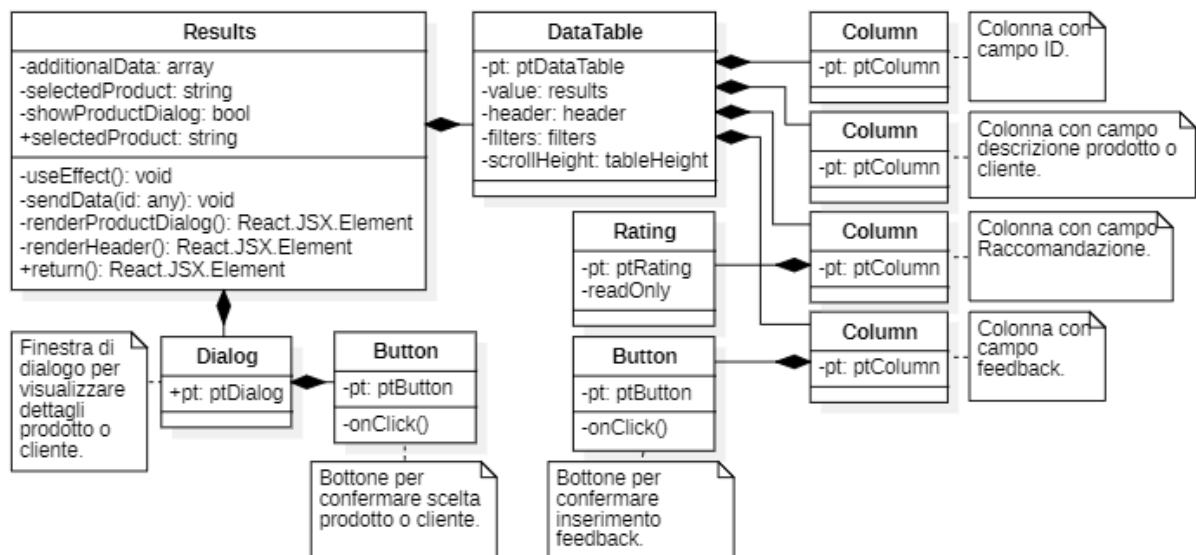 Results
-additionalData: array
-selectedProduct: string
-showProductDialog: bool
+selectedProduct: string
-useEffect(): void
-sendData(id: any): void
-renderProductDialog(): React.JSX.Element
-renderHeader(): React.JSX.Element
+return(): React.JSX.Element
DataTable
-pt: ptDataTable
-value: results
-header: header
-filters: filters
-scrollHeight: tableHeight
Column
-pt: ptColumn
Colonna con
campo ID.
Column
-pt: ptColumn
Colonna con campo
descrizione prodotto o
cliente.
Rating
-pt: ptRating
-readOnly
Column
-pt: ptColumn
Colonna con campo
Raccomandazione.
Finestra di
dialogo per
visualizzare
dettagli
prodotto o
cliente.
Dialog
+pt: ptDialog
Button
-pt: ptButton
-onClick()
Button
-pt: ptButton
-onClick()
Column
-pt: ptColumn
Colonna con
campo
feedback.
Bottone per
confermare scelta
prodotto o cliente.
Bottone per
confermare
inserimento
feedback.